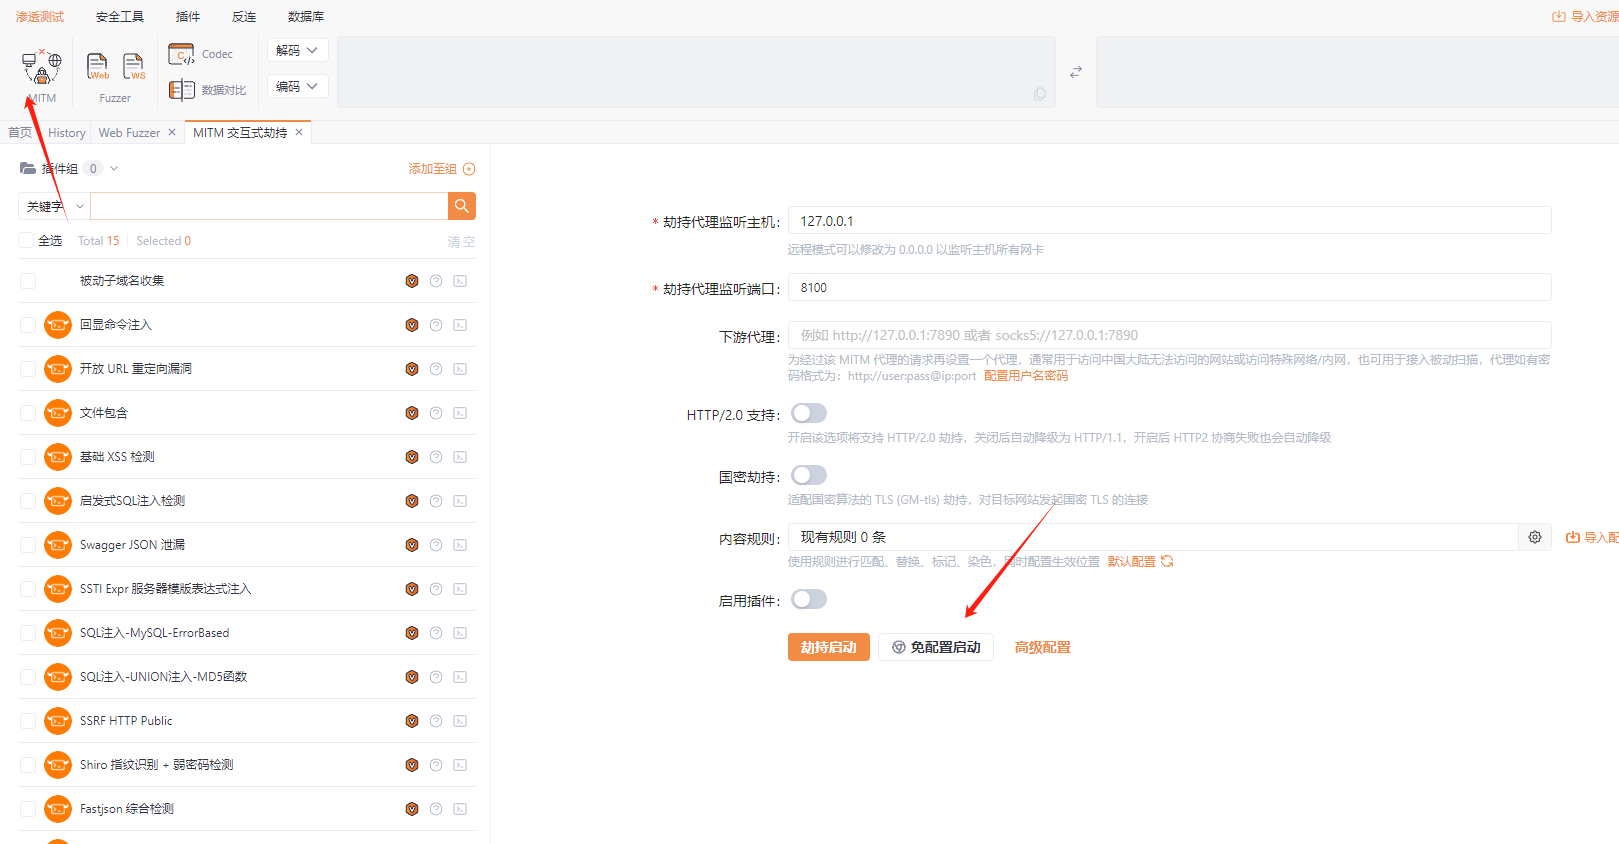 渗透测试 安全工具 插件 反连 数据库 导入资源
MITM
Web WS
Fuzzer
Codec
数据对比
解码
编码
首页 History Web Fuzzer MITM 交互式劫持
插件组 0 添加至组
关键字
全选 Total 15 Selected 0 清空
被动子域名收集
回显命令注入
开放 URL 重定向漏洞
文件包含
基础 XSS 检测
启发式SQL注入检测
Swagger JSON 泄漏
SSTI Expr 服务器模版表达式注入
SQL注入-MySQL-ErrorBased
SQL注入-UNION注入-MD5函数
SSRF HTTP Public
Shiro 指纹识别 + 弱密码检测
Fastjson 综合检测
* 劫持代理监听主机: 127.0.0.1
远程模式可以修改为 0.0.0.0 以监听主机所有网卡
* 劫持代理监听端口: 8100
下游代理: 例如 http://127.0.0.1:7890 或者 socks5://127.0.0.1:7890
为经过该 MITM 代理的请求再设置一个代理，通常用于访问中国大陆无法访问的网站或访问特殊网络/内网，也可用于接入被动扫描，代理如有密
码格式为：http://user:pass@ip:port 配置用户名密码
HTTP/2.0 支持:
开启该选项将支持 HTTP/2.0 劫持，关闭后自动降级为 HTTP/1.1，开启后 HTTP2 协商失败也会自动降级
国密劫持:
适配国密算法的 TLS (GM-tls) 劫持，对目标网站发起国密 TLS 的连接
内容规则: 现有规则 0 条 导入配
使用规则进行匹配、替换、标记、染色，同时配置生效位置 默认配置
启用插件:
劫持启动 免配置启动 高级配置